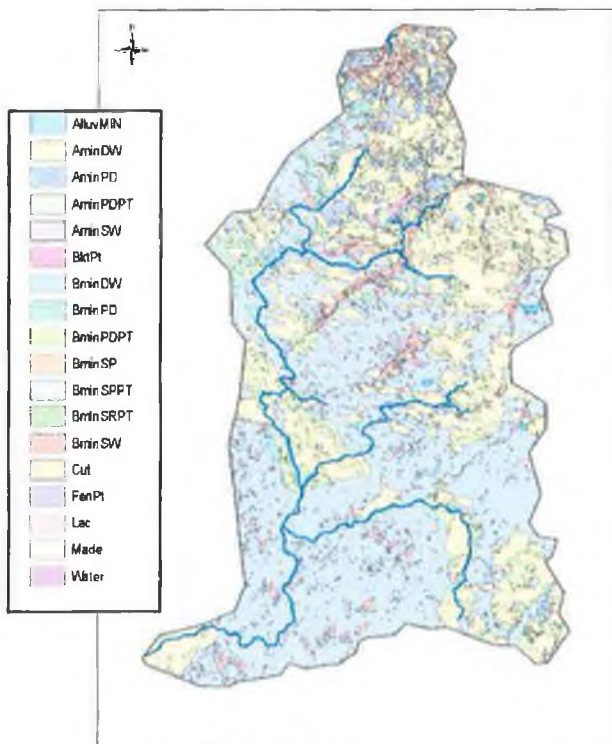 AlluvMIN
AminDW
AminPD
AminPDPT
AminSW
BktPt
BminDW
BminPD
BminPDPT
BminSP
BminSPPT
BminSRPT
BminSW
Cut
FenPt
Lac
Made
Water